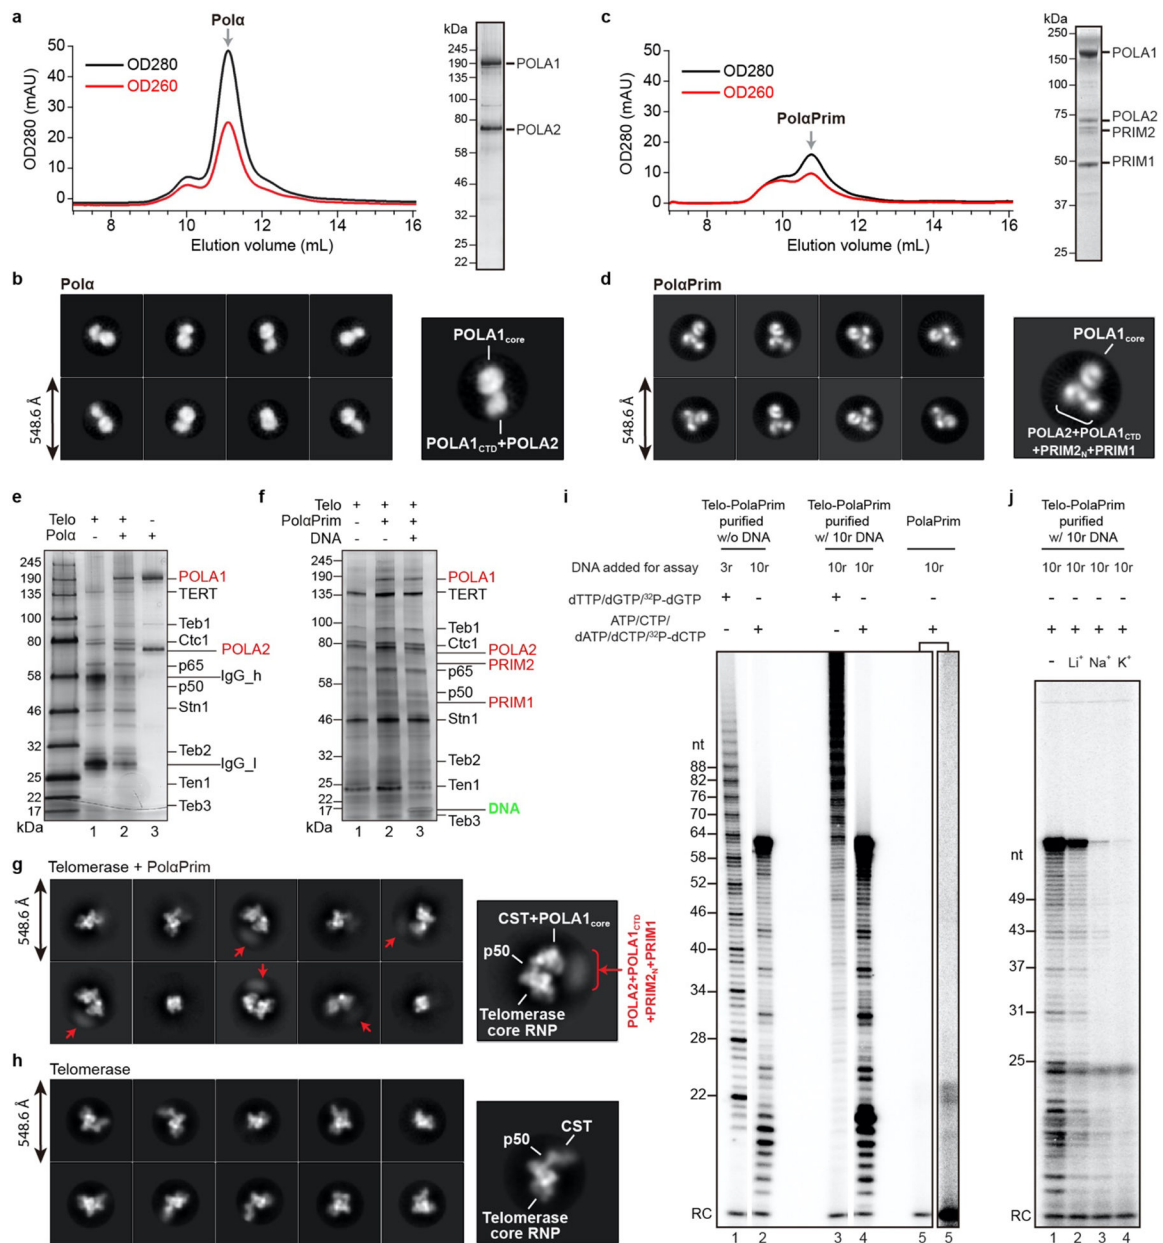 a
Polα
OD280
OD260
OD280 (mAU)
50
40
30
20
10
0
8 10 12 14 16
Elution volume (mL)
kDa
245
190
135
100
80
58
46
32
25
22
POLA1
POLA2
c
PolαPrim
OD280
OD260
OD280 (mAU)
50
40
30
20
10
0
8 10 12 14 16
Elution volume (mL)
kDa
250
150
100
75
50
37
25
POLA1
POLA2
PRIM2
PRIM1
b
Polα
548.6 Å
POLA1core
POLA1CTD+POLA2
d
PolαPrim
548.6 Å
POLA1core
POLA2+POLA1CTD
+PRIM2N+PRIM1
e
Telo + + -
Polα - + +
245
190
135
100
80
58
46
32
25
22
17
kDa
1 2 3
POLA1
TERT
Teb1
Ctc1
POLA2
p65
IgG_h
p50
Stn1
Teb2
IgG_l
Ten1
Teb3
f
Telo + + +
PolαPrim - + +
DNA - - +
245
190
135
100
80
58
46
32
25
22
17
kDa
1 2 3
POLA1
TERT
Teb1
Ctc1
POLA2
PRIM2
p65
p50
PRIM1
Stn1
Teb2
Ten1
DNA
Teb3
g
Telomerase + PolαPrim
548.6 Å
CST+POLA1core
p50
Telomerase
core RNP
POLA2+POLA1CTD
+PRIM2N+PRIM1
h
Telomerase
548.6 Å
p50
CST
Telomerase
core RNP
i
Telo-PolaPrim
purified
w/o DNA
Telo-PolaPrim
purified
w/ 10r DNA
PolaPrim
DNA added for assay 3r 10r 10r 10r 10r
dTTP/dGTP/32P-dGTP + - + - -
ATP/CTP/
dATP/dCTP/32P-dCTP - + - + +
nt
88
82
76
70
64
58
52
46
40
34
28
22
RC
1 2 3 4 5 5
j
Telo-PolaPrim
purified
w/ 10r DNA
10r 10r 10r 10r
- - - -
+ + + +
- Li+ Na+ K+
nt
49
43
37
31
25
RC
1 2 3 4